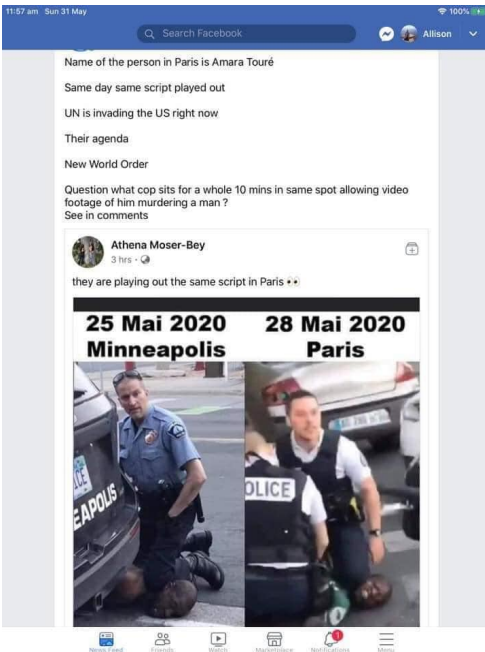 11:57 am Sun 31 May
100%
Search Facebook
Allison
Name of the person in Paris is Amara Touré
Same day same script played out
UN is invading the US right now
Their agenda
New World Order
Question what cop sits for a whole 10 mins in same spot allowing video
footage of him murdering a man ?
See in comments
Athena Moser-Bey
3 hrs ·
they are playing out the same script in Paris 👀
25 Mai 2020
Minneapolis
28 Mai 2020
Paris
ICE
EAPOLIS
OLICE
1
News Feed
Friends
Watch
Marketplace
Notifications
Menu